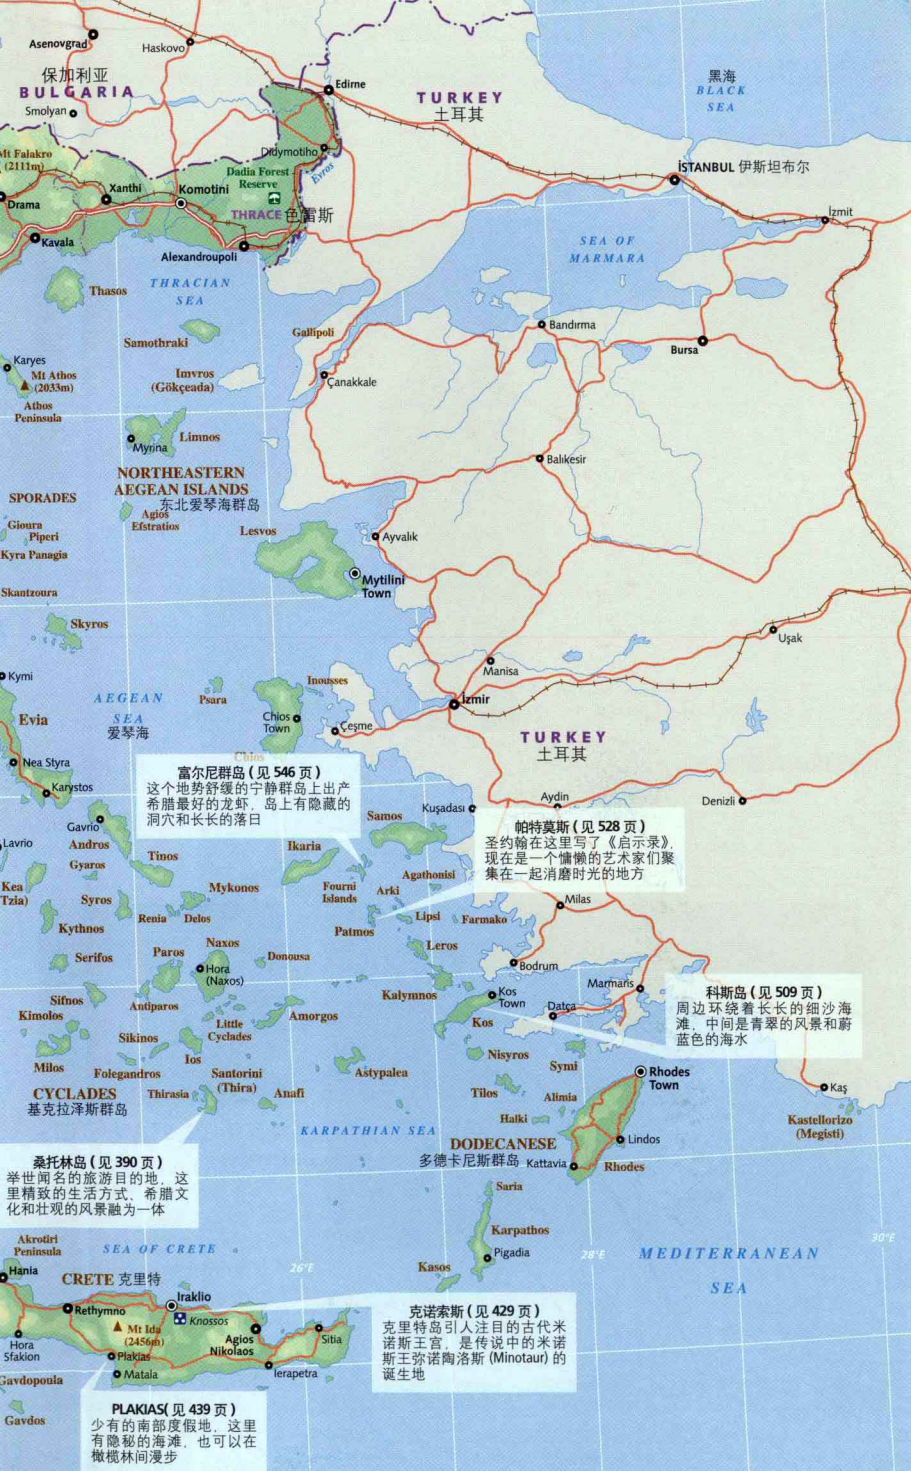 Asenovgrad
Haskovo
保加利亚
BULGARIA
Smolyan
Edirne
TURKEY
土耳其
黑海
BLACK
SEA
Didymotiho
Mt Falakro
(2111m)
Dadia Forest
Reserve
Evros
İSTANBUL 伊斯坦布尔
Drama
Xanthi
Komotini
THRACE 色雷斯
İzmit
Kavala
Alexandroupoli
SEA OF
MARMARA
Thasos
THRACIAN
SEA
Samothraki
Gallipoli
Bandırma
Bursa
Karyes
Mt Athos
(2033m)
Imvros
(Gökçeada)
Çanakkale
Athos
Peninsula
Myrina
Limnos
Balıkesir
NORTHEASTERN
AEGEAN ISLANDS
东北爱琴海群岛
SPORADES
Agios
Efstratios
Gioura
Piperi
Kyra Panagia
Lesvos
Ayvalık
Mytilini
Town
Skantzoura
Skyros
Uşak
Kymi
Manisa
AEGEAN
SEA
爱琴海
Psara
Inousses
İzmir
Evia
Chios
Town
Çeşme
TURKEY
土耳其
Chios
Nea Styra
Karystos
富尔尼群岛 (见 546 页)
这个地势舒缓的宁静群岛上出产
希腊最好的龙虾，岛上有隐藏的
洞穴和长长的落日
Kuşadası
Aydın
Denizli
Gavrio
Andros
Lavrio
Samos
帕特莫斯 (见 528 页)
圣约翰在这里写了《启示录》，
现在是一个慵懒的艺术家们聚
集在一起消磨时光的地方
Gyaros
Tinos
Ikaria
Agathonisi
Kea
(Tzia)
Syros
Mykonos
Fourni
Islands
Arki
Milas
Kythnos
Renia
Delos
Patmos
Lipsi
Farmako
Serifos
Paros
Naxos
Donousa
Leros
Hora
(Naxos)
Bodrum
Sifnos
Kimolos
Antiparos
Amorgos
Kalymnos
Kos
Town
Marmaris
Datça
科斯岛 (见 509 页)
周边环绕着长长的细沙海
滩，中间是青翠的风景和蔚
蓝色的海水
Little
Cyclades
Kos
Sikinos
Ios
Milos
Folegandros
Santorini
(Thira)
Astypalea
Nisyros
Symi
Rhodes
Town
CYCLADES
基克拉泽斯群岛
Thirasia
Anafi
Tilos
Alimia
Kaş
Halki
Kastellorizo
(Megisti)
KARPATHIAN SEA
DODECANESE
多德卡尼斯群岛
Lindos
Kattavia
Rhodes
桑托林岛 (见 390 页)
举世闻名的旅游目的地，这
里精致的生活方式、希腊文
化和壮观的风景融为一体
Saria
Karpathos
Pigadia
Akrotiri
Peninsula
SEA OF CRETE
26°E
28°E
30°E
MEDITERRANEAN
SEA
Kasos
Hania
CRETE 克里特
Rethymno
Iraklio
Knossos
Mt Ida
(2456m)
Agios
Nikolaos
Sitia
克诺索斯 (见 429 页)
克里特岛引人注目的古代米
诺斯王宫，是传说中的米诺
斯王弥诺陶洛斯 (Minotaur) 的
诞生地
Hora
Sfakion
Plakias
Matala
Ierapetra
Gavdopoula
Gavdos
PLAKIAS( 见 439 页)
少有的南部度假地，这里
有隐秘的海滩，也可以在
橄榄林间漫步